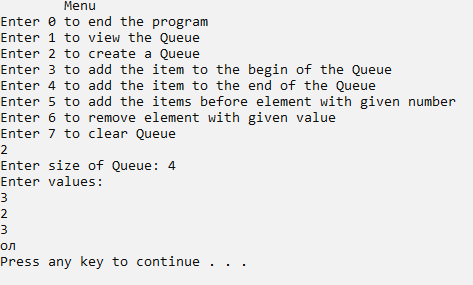 Menu
Enter 0 to end the program
Enter 1 to view the Queue
Enter 2 to create a Queue
Enter 3 to add the item to the begin of the Queue
Enter 4 to add the item to the end of the Queue
Enter 5 to add the items before element with given number
Enter 6 to remove element with given value
Enter 7 to clear Queue
2
Enter size of Queue: 4
Enter values:
3
2
3
ол
Press any key to continue . . .